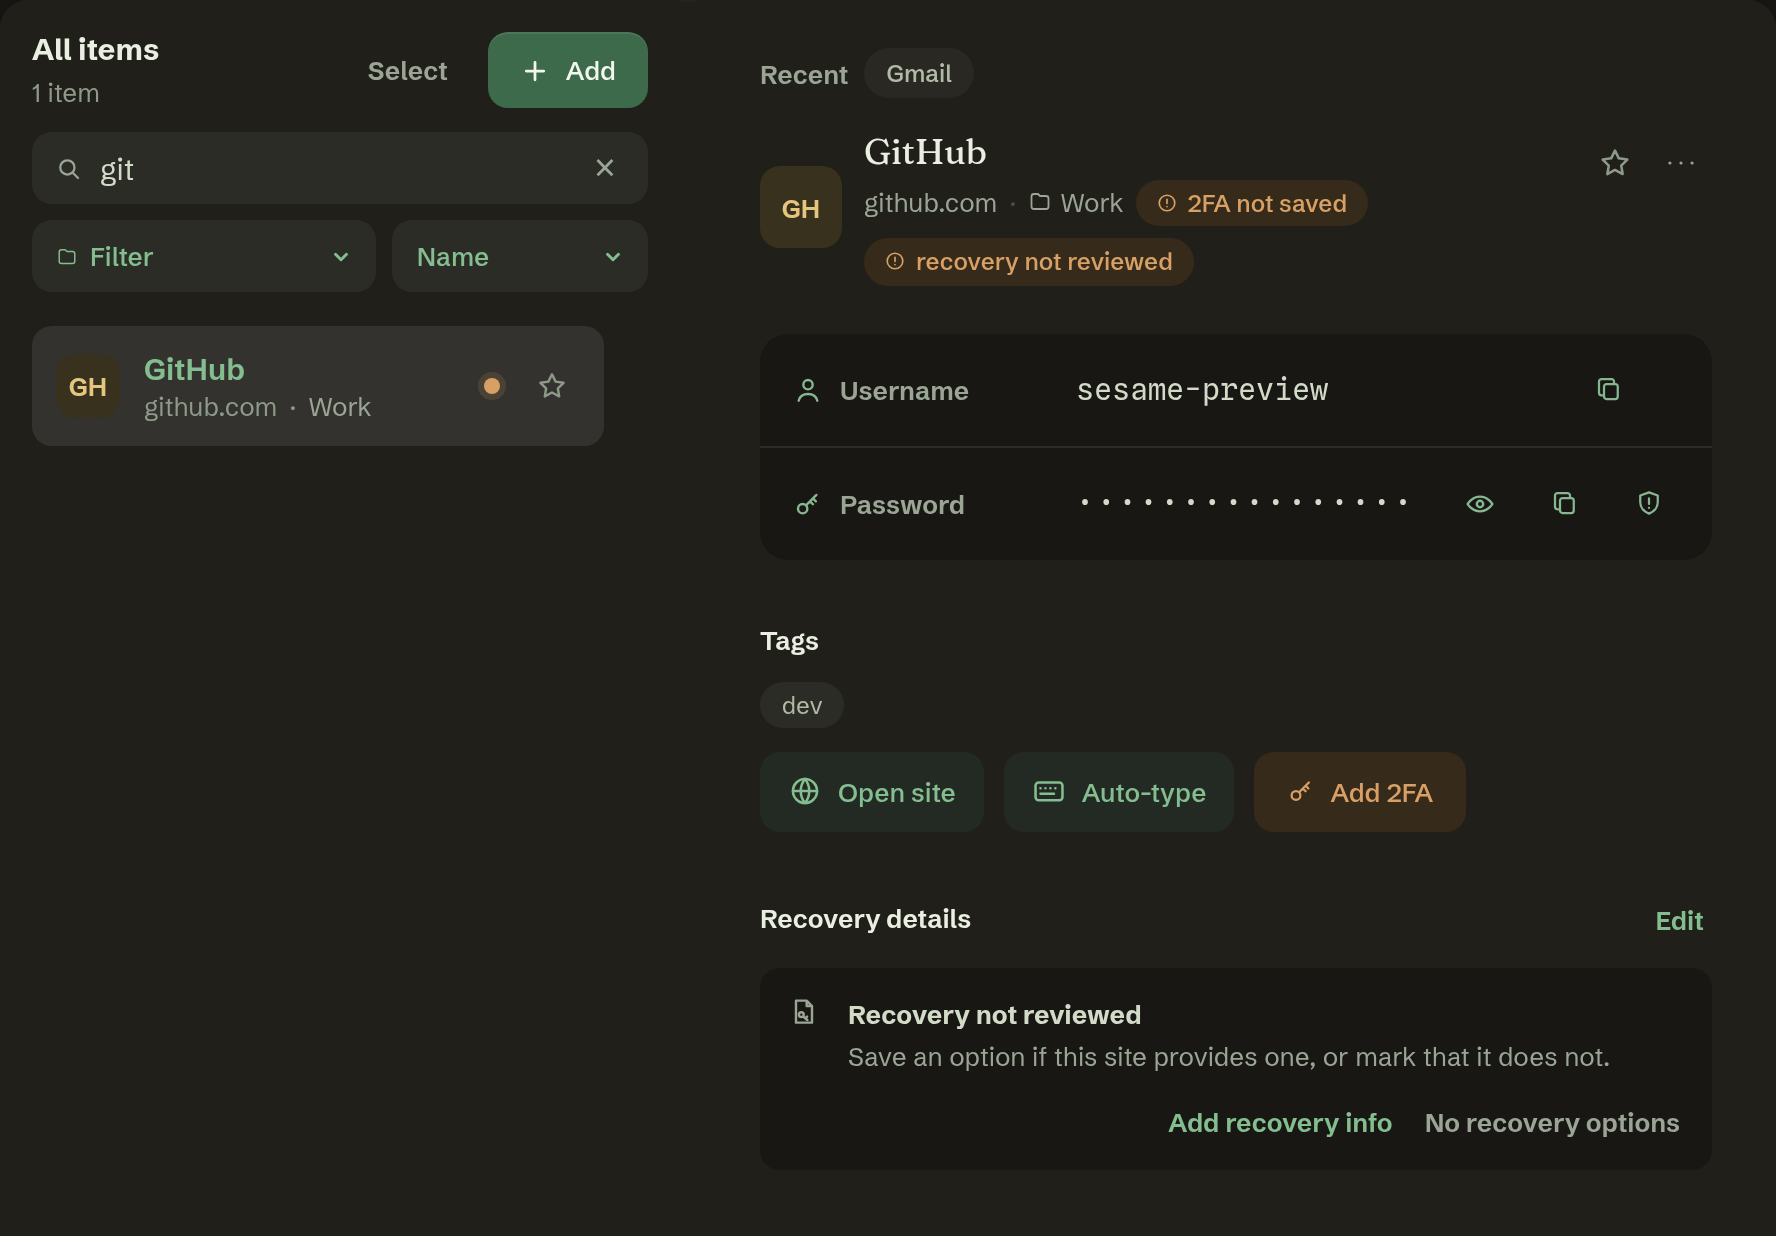 All items
1 item
Select
Add
git
Filter
Name
GH
GitHub
github.com · Work
Recent
Gmail
GH
GitHub
github.com · Work
2FA not saved
recovery not reviewed
Username
sesame-preview
Password
••••••••••••••••
Tags
dev
Open site
Auto-type
Add 2FA
Recovery details
Edit
Recovery not reviewed
Save an option if this site provides one, or mark that it does not.
Add recovery info
No recovery options